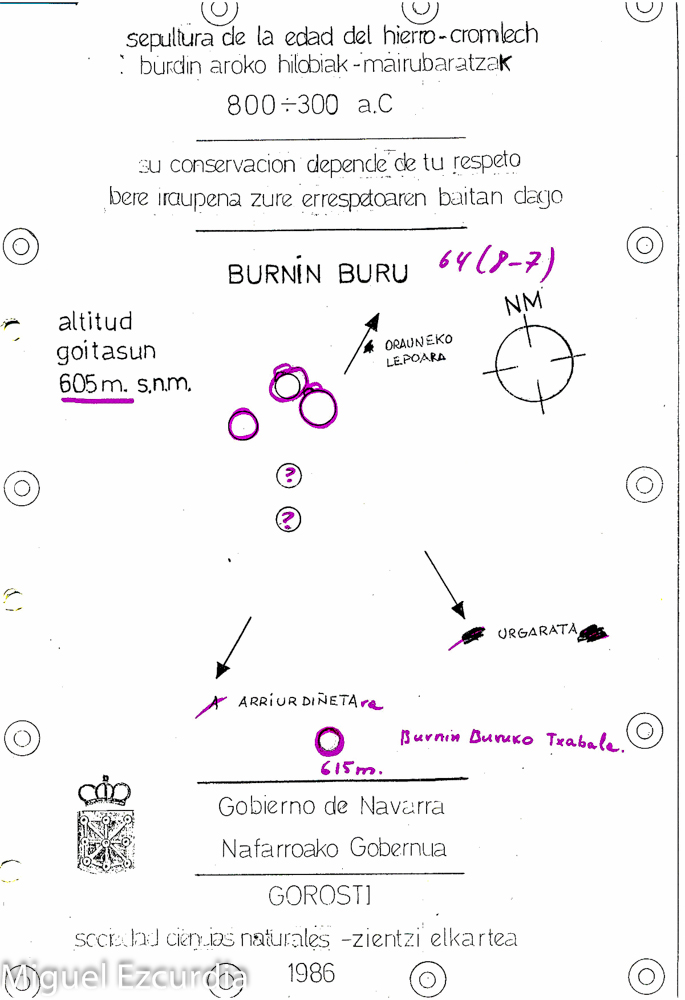 sepultura de la edad del hierro-cromlech
burdin aroko hilobiak-mairubaratzak
800÷300 a.C
su conservacion depende de tu respeto
bere iraupena zure errespetoaren baitan dago
BURNIN BURU 64 (8-7)
NM
altitud
goitasun
605m. s.n.m.
ORAUNEKO
LEPOARA
?
?
URGARATA
A ARRIURDIÑETAra
Burnin Buruko Txabala.
615m.
Gobierno de Navarra
Nafarroako Gobernua
GOROSTI
sociedad ciencias naturales -zientzi elkartea
1986
Miguel Ezcurdia